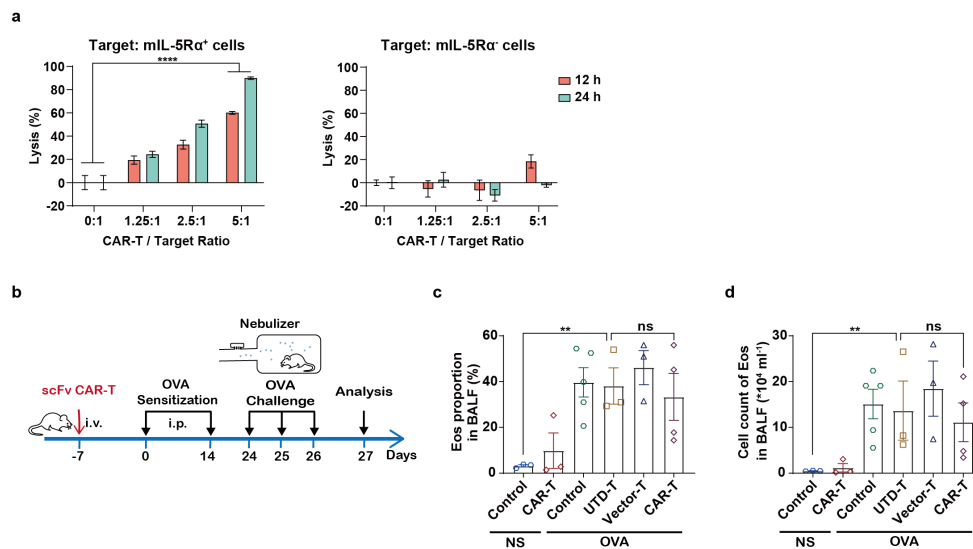 a
Target: mIL-5Rα⁺ cells
****
Lysis (%)
100
80
60
40
20
0
-20
0:1 1.25:1 2.5:1 5:1
CAR-T / Target Ratio
Target: mIL-5Rα⁻ cells
Lysis (%)
100
80
60
40
20
0
-20
0:1 1.25:1 2.5:1 5:1
CAR-T / Target Ratio
12 h
24 h
b
Nebulizer
scFv CAR-T
i.v.
OVA
Sensitization
i.p.
OVA
Challenge
Analysis
-7 0 14 24 25 26 27 Days
c
Eos proportion
in BALF (%)
60
40
20
0
** ns
Control CAR-T Control UTD-T Vector-T CAR-T
NS OVA
d
Cell count of Eos
in BALF (*10⁴ ml⁻¹)
30
20
10
0
** ns
Control CAR-T Control UTD-T Vector-T CAR-T
NS OVA